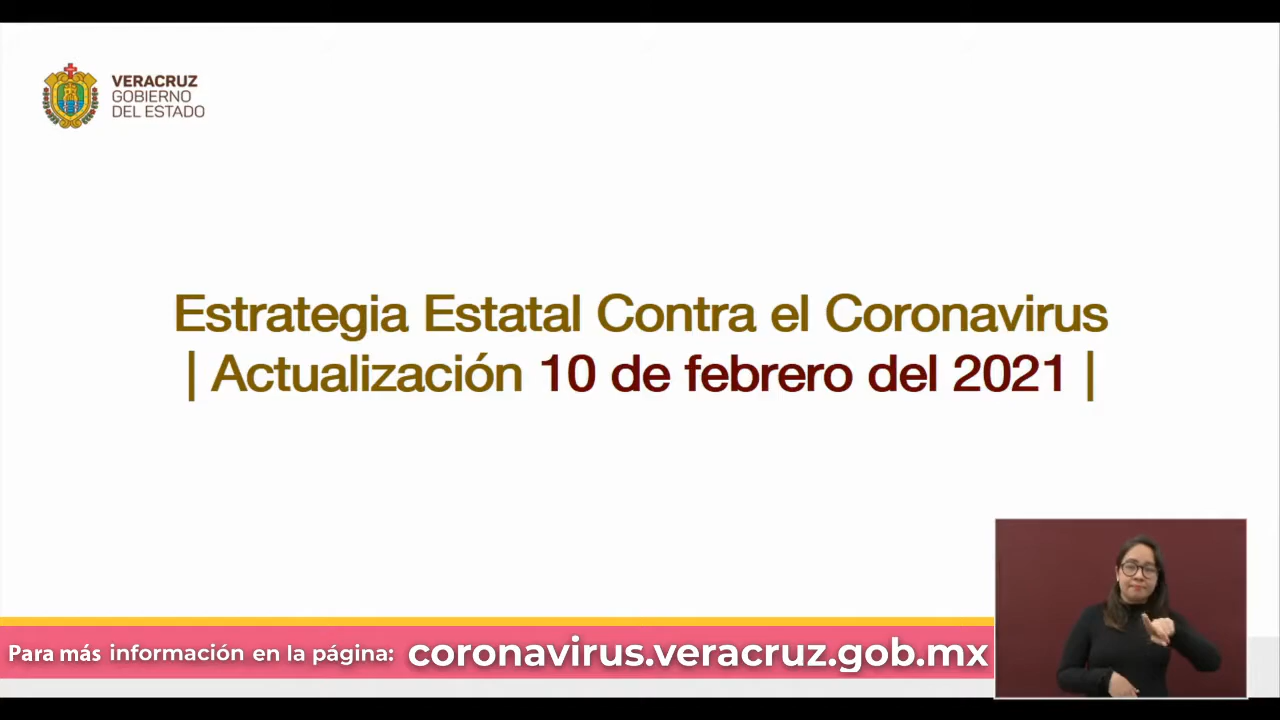 VERACRUZ
GOBIERNO
DEL ESTADO
Estrategia Estatal Contra el Coronavirus
| Actualización 10 de febrero del 2021 |
Para más información en la página: coronavirus.veracruz.gob.mx